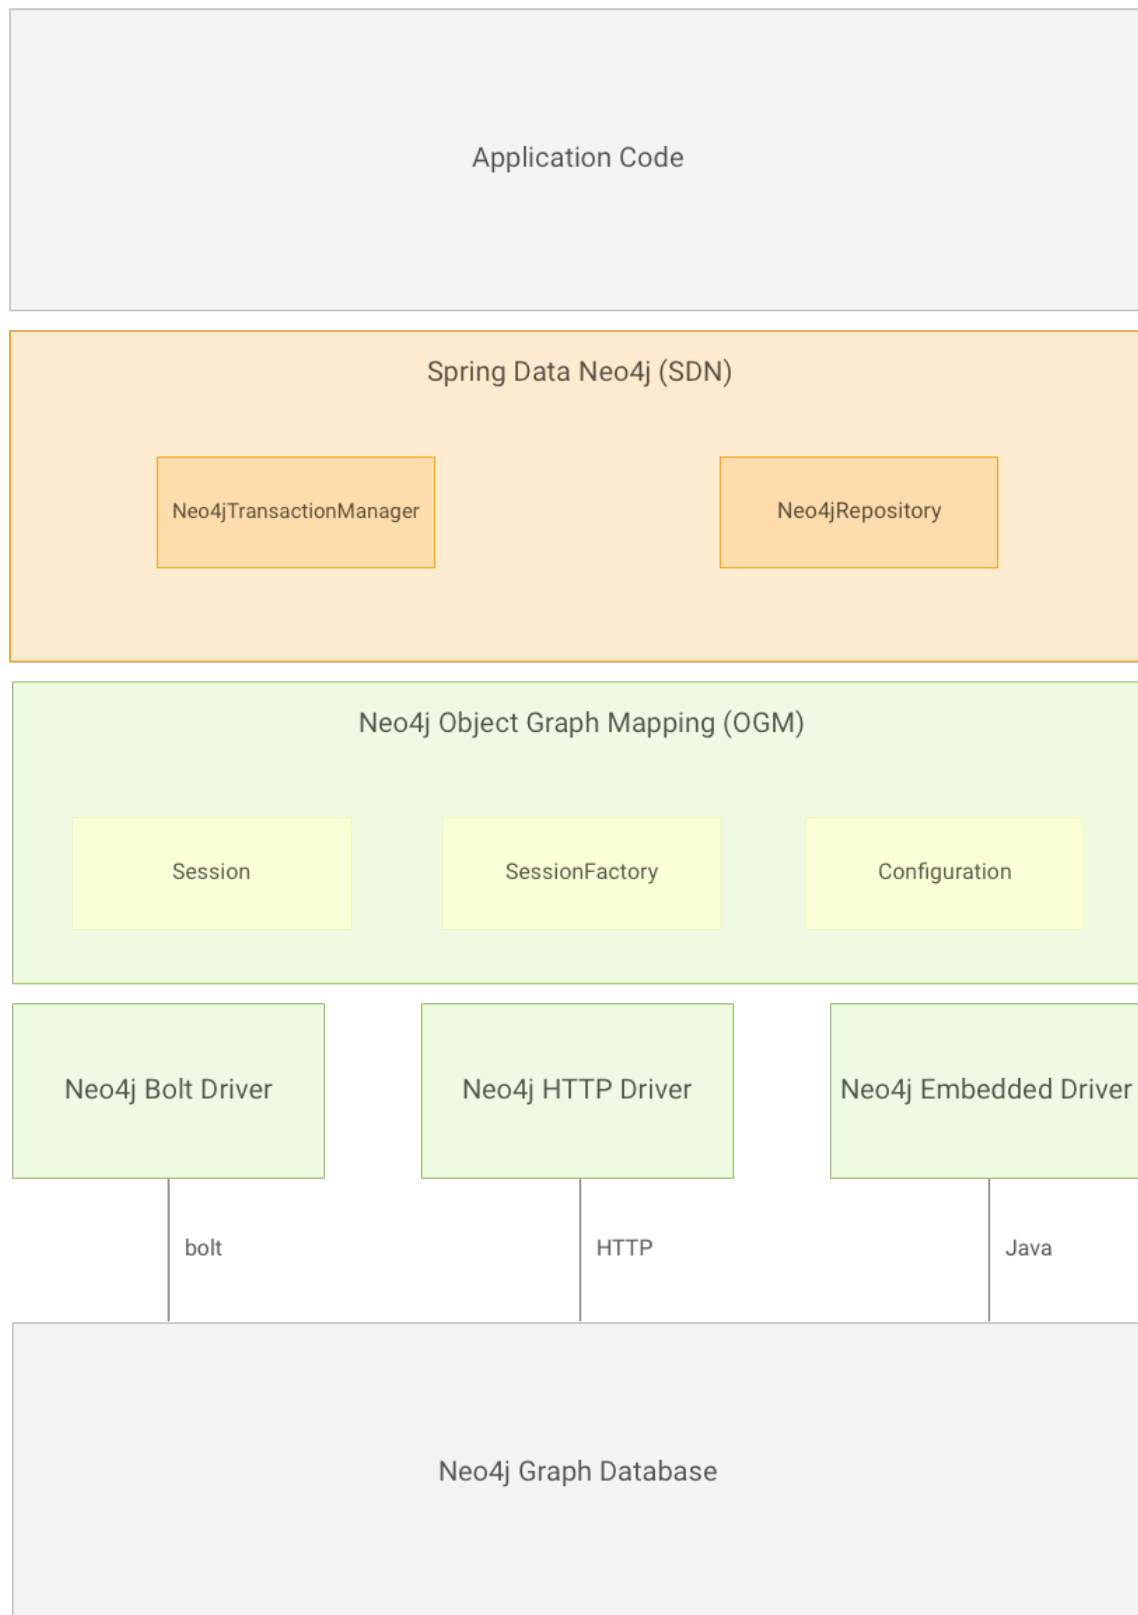 Application Code
Spring Data Neo4j (SDN)
Neo4jTransactionManager
Neo4jRepository
Neo4j Object Graph Mapping (OGM)
Session
SessionFactory
Configuration
Neo4j Bolt Driver
Neo4j HTTP Driver
Neo4j Embedded Driver
bolt
HTTP
Java
Neo4j Graph Database